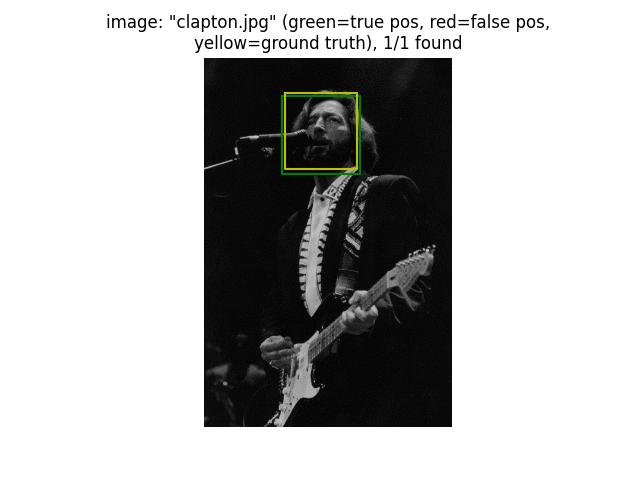 image: "clapton.jpg" (green=true pos, red=false pos,
yellow=ground truth), 1/1 found